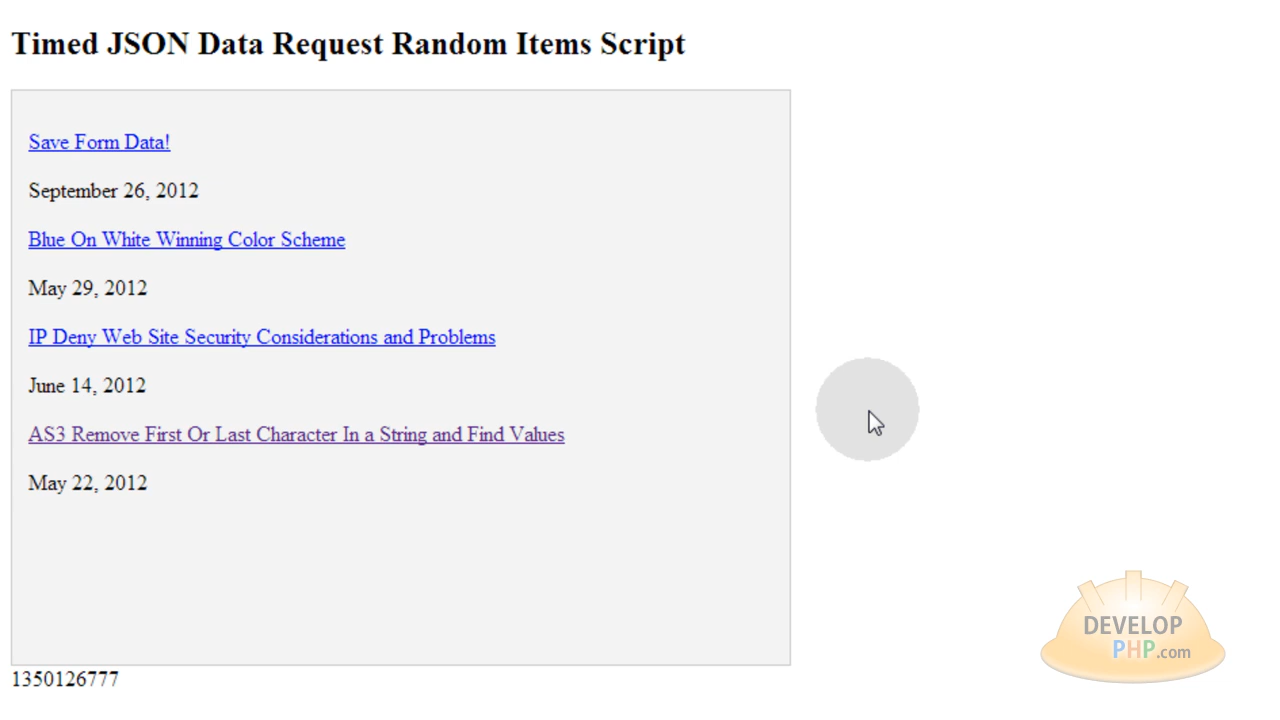 Timed JSON Data Request Random Items Script
Save Form Data!
September 26, 2012
Blue On White Winning Color Scheme
May 29, 2012
IP Deny Web Site Security Considerations and Problems
June 14, 2012
AS3 Remove First Or Last Character In a String and Find Values
May 22, 2012
1350126777
DEVELOP
PHP.com